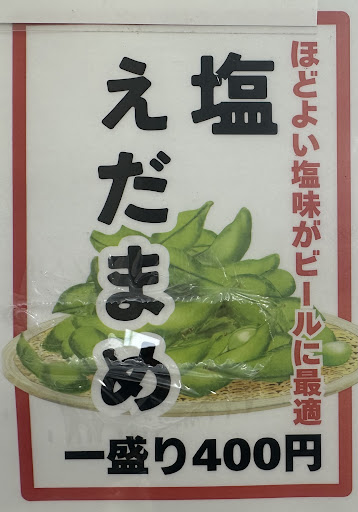 ほどよい塩味がビールに最適
塩
えだまめ
一盛り400円